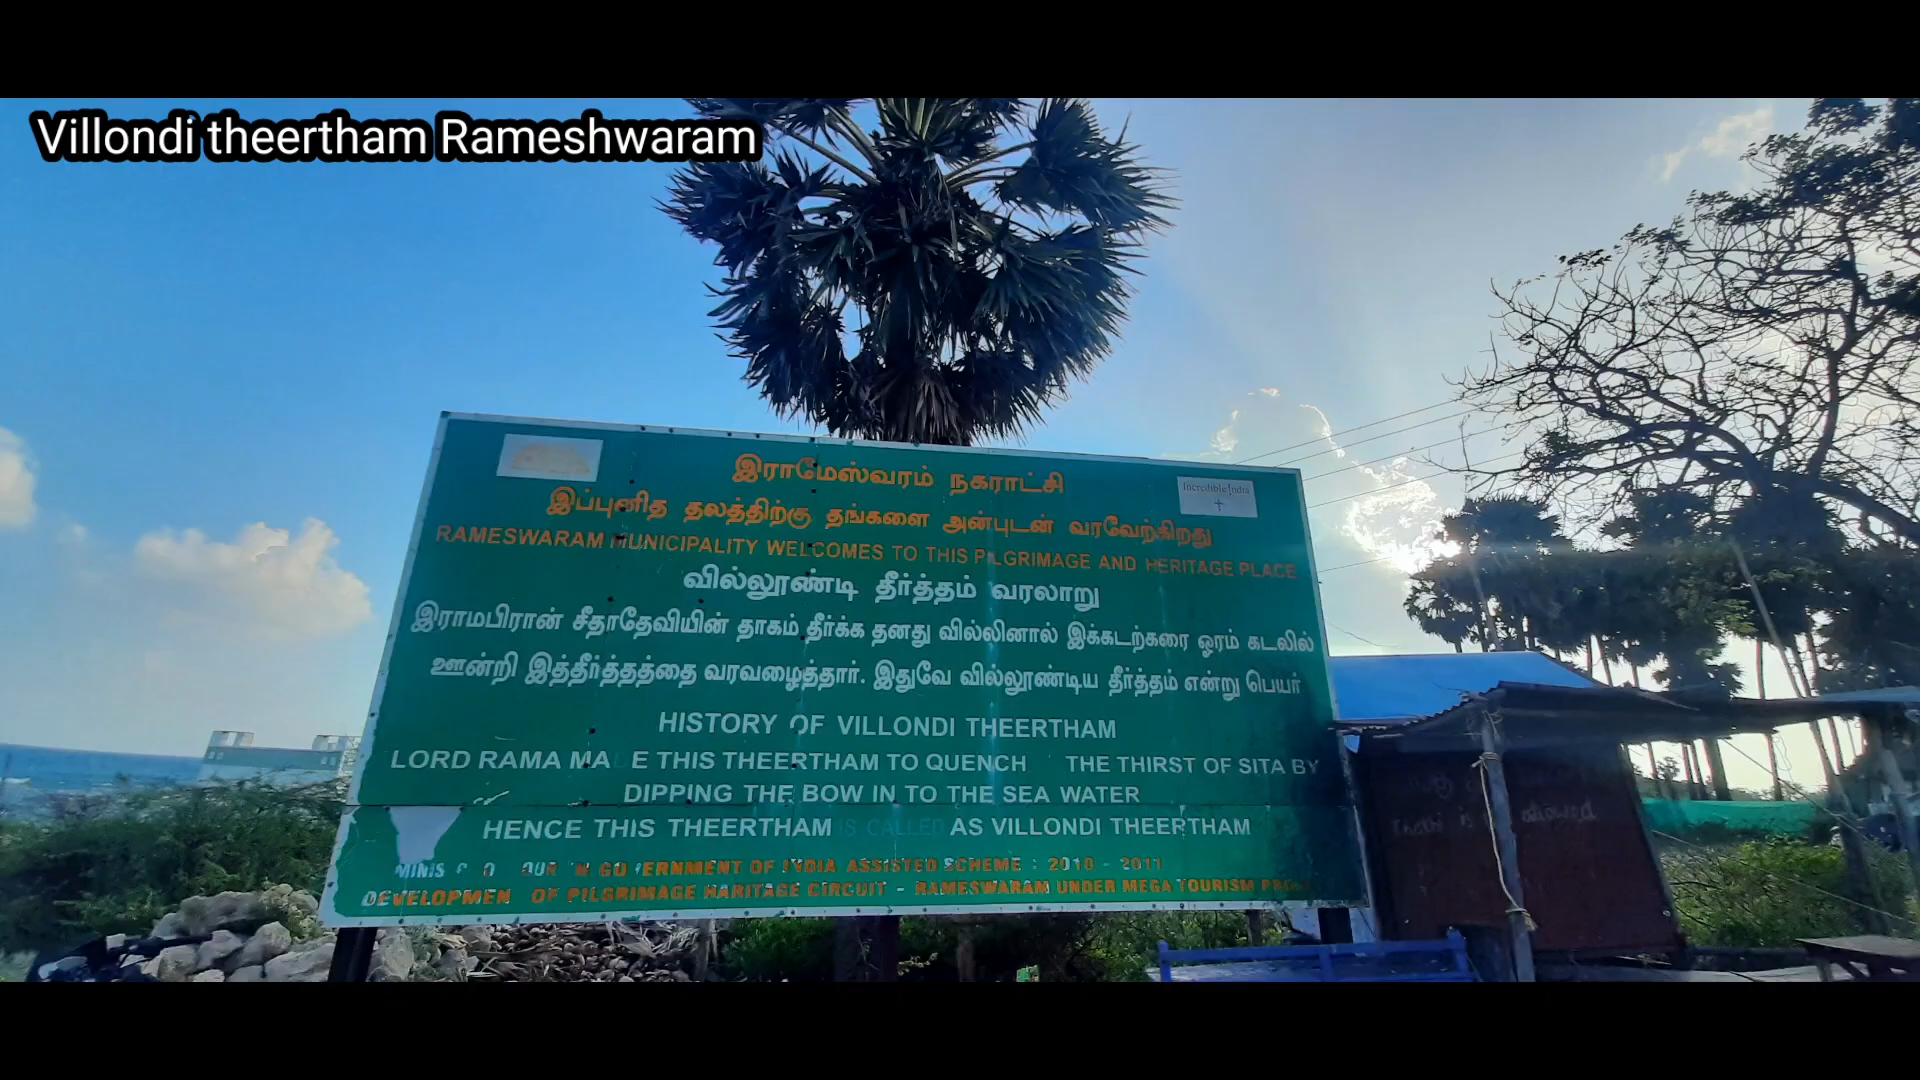 Villondi theertham Rameshwaram
இராமேஸ்வரம் நகராட்சி
Incredible India
இப்புனித தலத்திற்கு தங்களை அன்புடன் வரவேற்கிறது
RAMESWARAM MUNICIPALITY WELCOMES TO THIS PILGRIMAGE AND HERITAGE PLACE
வில்லூண்டி தீர்த்தம் வரலாறு
இராமபிரான் சீதாதேவியின் தாகம் தீர்க்க தனது வில்லினால் இக்கடற்கரை ஓரம் கடலில்
ஊன்றி இத்தீர்த்தத்தை வரவழைத்தார். இதுவே வில்லூண்டிய தீர்த்தம் என்று பெயர்
HISTORY OF VILLONDI THEERTHAM
LORD RAMA MADE THIS THEERTHAM TO QUENCH THE THIRST OF SITA BY
DIPPING THE BOW IN TO THE SEA WATER
HENCE THIS THEERTHAM IS CALLED AS VILLONDI THEERTHAM
GOVERNMENT OF INDIA ASSISTED SCHEME : 2010 - 2011
DEVELOPMEN OF PILGRIMAGE HARITAGE CIRCUIT - RAMESWARAM UNDER MEGA TOURISM